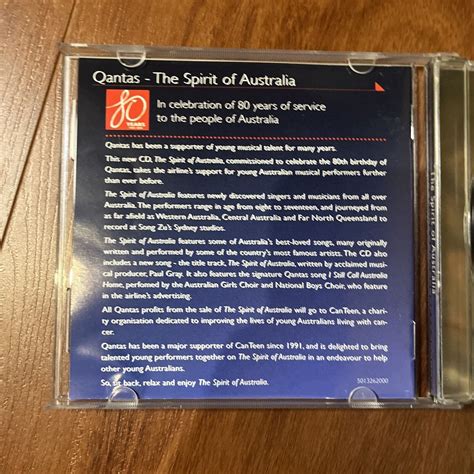 Qantas - The Spirit of Australia
80
YEARS
In celebration of 80 years of service
to the people of Australia
Qantas has been a supporter of young musical talent for many years.
This new CD, The Spirit of Australia, commissioned to celebrate the 80th birthday of
Qantas, takes the airline's support for young Australian musical performers further
than ever before.
The Spirit of Australia features newly discovered singers and musicians from all over
Australia. The performers range in age from eight to seventeen, and journeyed from
as far afield as Western Australia, Central Australia and Far North Queensland to
record at Song Zu's Sydney studios.
The Spirit of Australia features some of Australia's best-loved songs, many originally
written and performed by some of the country's most famous artists. The CD also
includes a new song - the title track, The Spirit of Australia, written by acclaimed musi-
cal producer, Paul Gray. It also features the signature Qantas song I Still Call Australia
Home, perfomed by the Australian Girls Choir and National Boys Choir, who feature
in the airline's advertising.
All Qantas profits from the sale of The Spirit of Australia will go to CanTeen, a chari-
ty organisation dedicated to improving the lives of young Australians living with can-
cer.
Qantas has been a major supporter of CanTeen since 1991, and is delighted to bring
talented young performers together on The Spirit of Australia in an endeavour to help
other young Australians.
So, sit back, relax and enjoy The Spirit of Australia.
5013262000
The Spirit of Australia